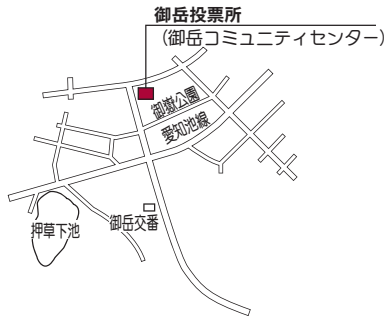 御岳投票所
（御岳コミュニティセンター）
御嶽公園
愛知池線
御岳交番
押草下池